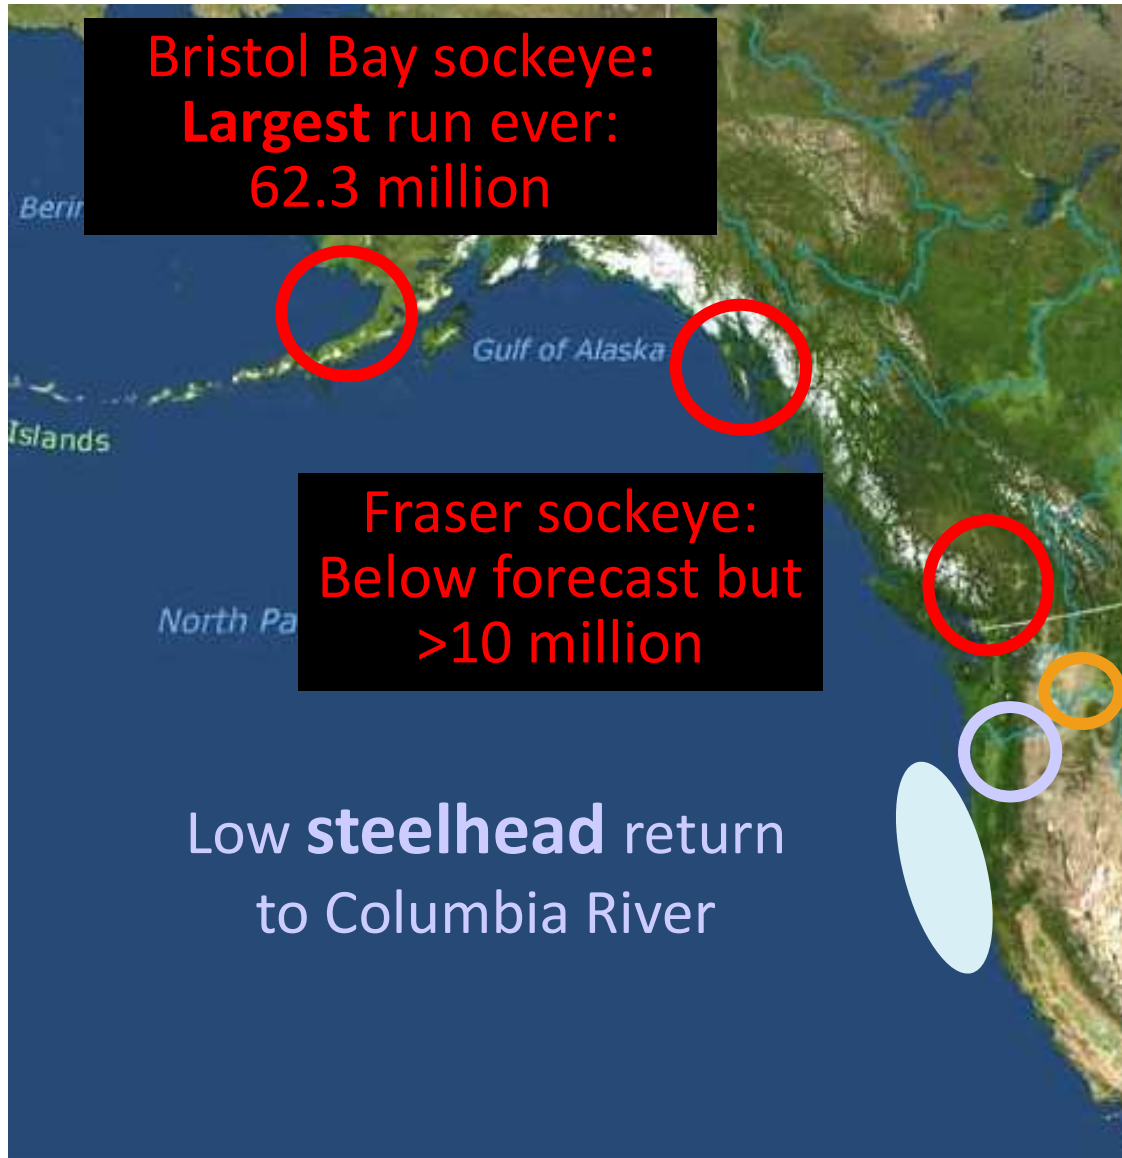 Bristol Bay sockeye:
Largest run ever:
62.3 million
Gulf of Alaska
Islands
Fraser sockeye:
Below forecast but
>10 million
North
Low steelhead return
to Columbia River